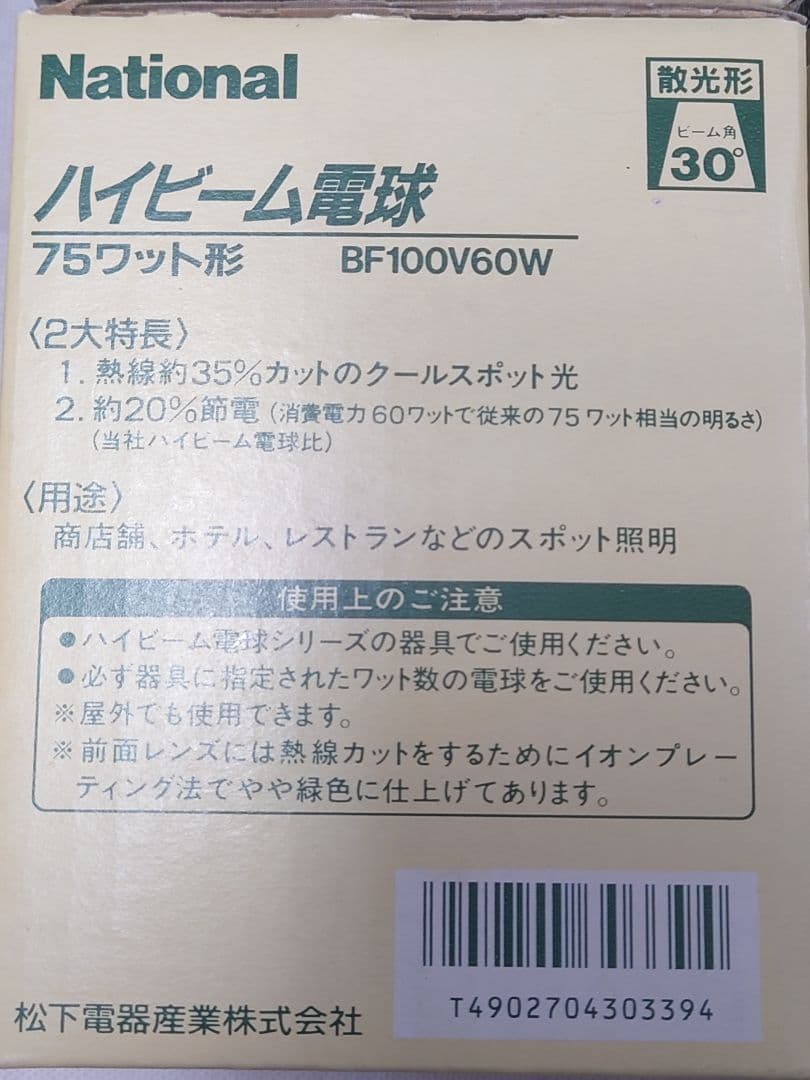 National
散光形
ビーム角
30°
ハイビーム電球
75ワット形 BF100V60W
〈2大特長〉
1. 熱線約35%カットのクールスポット光
2. 約20%節電 (消費電力60ワットで従来の75ワット相当の明るさ)
(当社ハイビーム電球比)
〈用途〉
商店舗、ホテル、レストランなどのスポット照明
使用上のご注意
●ハイビーム電球シリーズの器具でご使用ください。
●必ず器具に指定されたワット数の電球をご使用ください。
※屋外でも使用できます。
※前面レンズには熱線カットをするためにイオンプレー
ティング法でやや緑色に仕上げてあります。
T4902704303394
松下電器産業株式会社